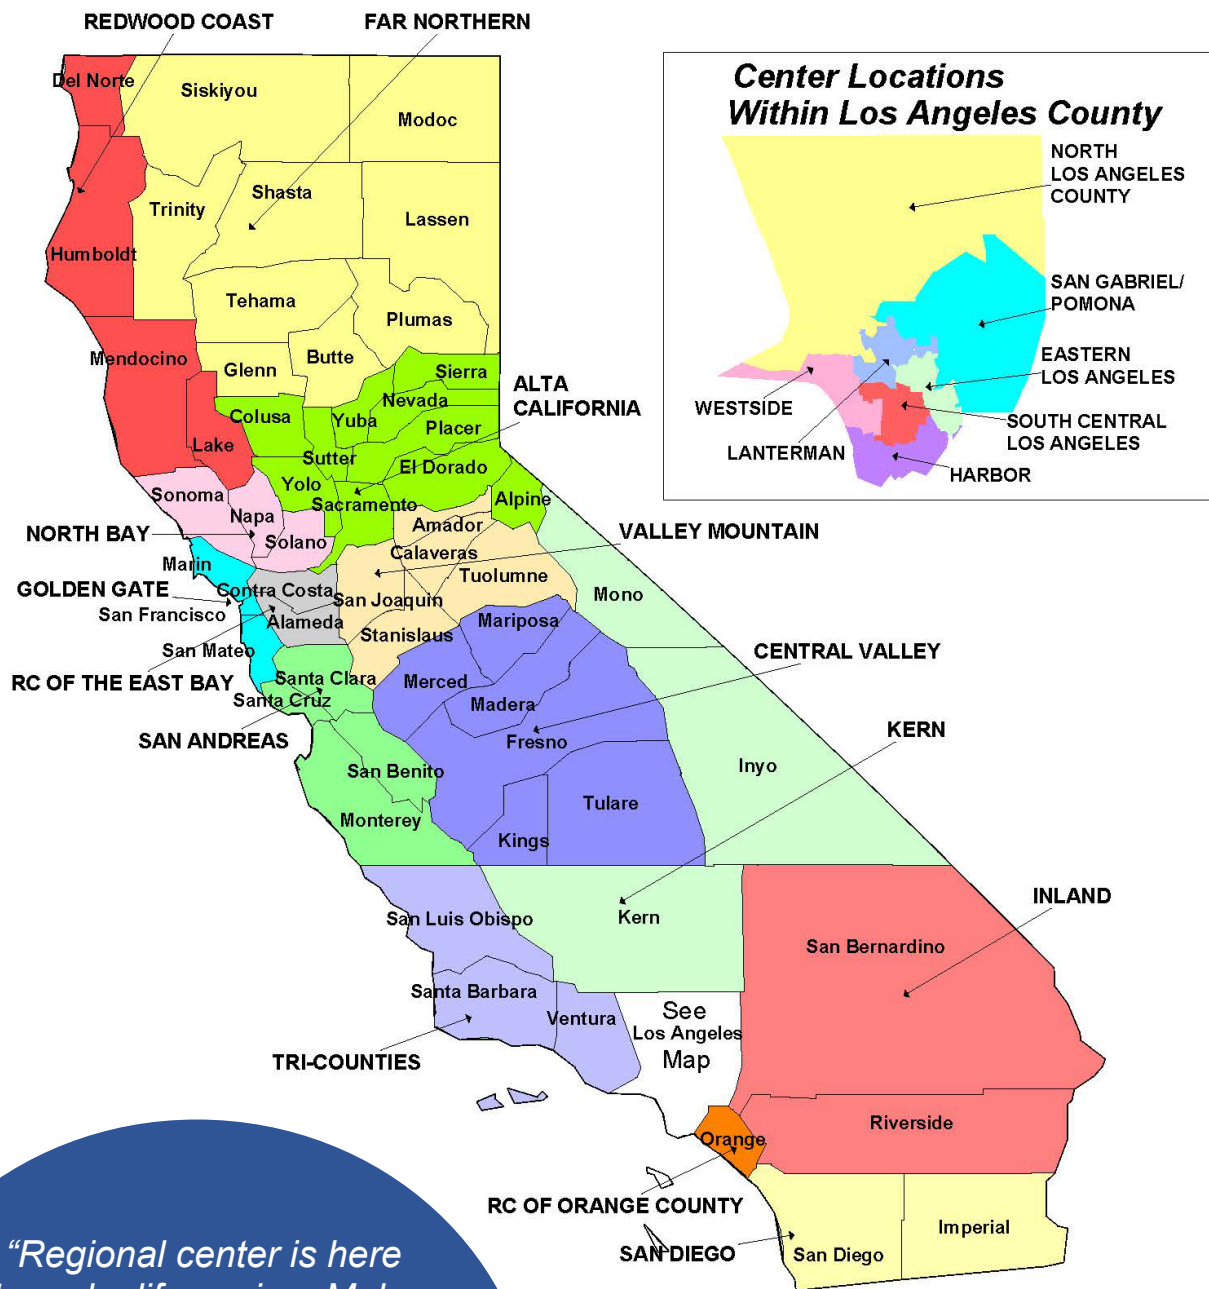 REDWOOD COAST
FAR NORTHERN
Del Norte
Siskiyou
Modoc
Shasta
Trinity
Lassen
Humboldt
Tehama
Plumas
Mendocino
Butte
Glenn
Sierra
Nevada
Colusa
Yuba
Placer
Lake
Sutter
El Dorado
Yolo
Sonoma
Sacramento
Alpine
Napa
Amador
Solano
Calaveras
Marin
Tuolumne
Contra Costa
Mono
San Joaquin
San Francisco
Alameda
Mariposa
Stanislaus
San Mateo
Santa Clara
Merced
Santa Cruz
Madera
Fresno
San Benito
Inyo
Tulare
Monterey
Kings
San Luis Obispo
Kern
San Bernardino
Santa Barbara
Ventura
See
Los Angeles
Map
Riverside
Orange
Imperial
San Diego
ALTA
CALIFORNIA
NORTH BAY
VALLEY MOUNTAIN
GOLDEN GATE
RC OF THE EAST BAY
CENTRAL VALLEY
SAN ANDREAS
KERN
INLAND
TRI-COUNTIES
RC OF ORANGE COUNTY
SAN DIEGO
Center Locations
Within Los Angeles County
NORTH
LOS ANGELES
COUNTY
SAN GABRIEL/
POMONA
EASTERN
LOS ANGELES
WESTSIDE
SOUTH CENTRAL
LOS ANGELES
LANTERMAN
HARBOR
“Regional center is here